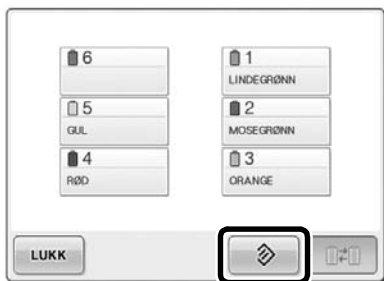 6
5
GUL
4
RØD
1
LINDEGRØNN
2
MOSEGRØNN
3
ORANGE
LUKK